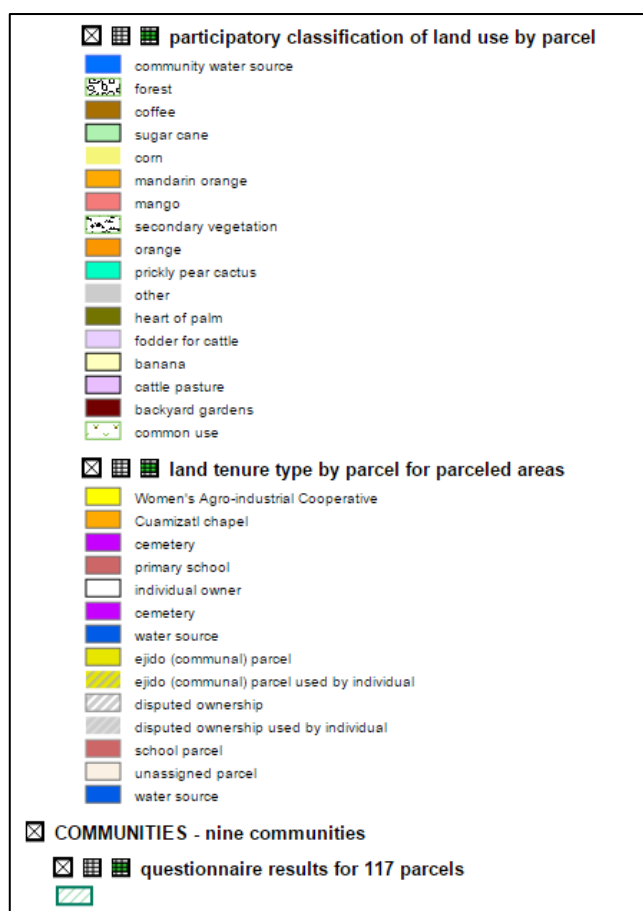 participatory classification of land use by parcel
community water source
forest
coffee
sugar cane
corn
mandarin orange
mango
secondary vegetation
orange
prickly pear cactus
other
heart of palm
fodder for cattle
banana
cattle pasture
backyard gardens
common use
land tenure type by parcel for parceled areas
Women's Agro-industrial Cooperative
Cuamizatl chapel
cemetery
primary school
individual owner
cemetery
water source
ejido (communal) parcel
ejido (communal) parcel used by individual
disputed ownership
disputed ownership used by individual
school parcel
unassigned parcel
water source
COMMUNITIES - nine communities
questionnaire results for 117 parcels